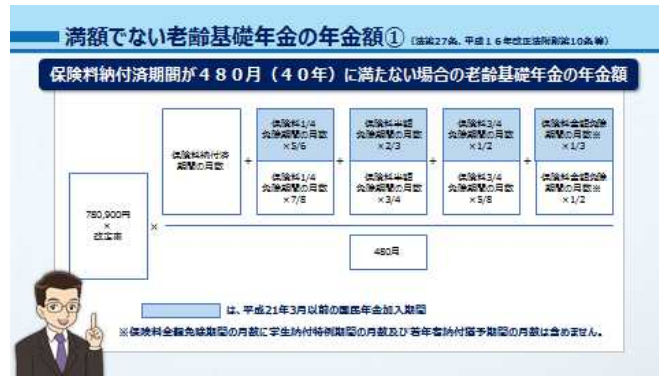 満額でない老齢基礎年金の年金額① (法第27条、平成16年改正法附則第10条等)
保険料納付済期間が480月(40年)に満たない場合の老齢基礎年金の年金額
780,900円
×
改定率
×
保険料納付済
期間の月数
+
保険料1/4
免除期間の月数
×5/6
保険料1/4
免除期間の月数
×7/8
+
保険料半額
免除期間の月数
×2/3
保険料半額
免除期間の月数
×3/4
+
保険料3/4
免除期間の月数
×1/2
保険料3/4
免除期間の月数
×5/8
+
保険料全額免除
期間の月数※
×1/3
保険料全額免除
期間の月数※
×1/2
480月
は、平成21年3月以前の国民年金加入期間
※保険料全額免除期間の月数に学生納付特例期間の月数及び若年者納付猶予期間の月数は含めません。